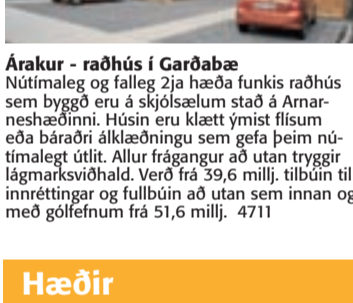 Árakur - raðhús í Garðabæ
Nútímaleg og falleg 2ja hæða funkis raðhús
sem byggð eru á skjólsælum stað á Arnar-
neshæðinni. Húsin eru klætt ýmist flísum
eða báraðri álklæðningu sem gefa þeim nú-
tímalegt útlit. Allur frágangur að utan tryggir
lágmarksviðhald. Verð frá 39,6 millj. tilbúin til
innréttingar og fullbúin að utan sem innan og
með gólfefnum frá 51,6 millj. 4711
Hæðir